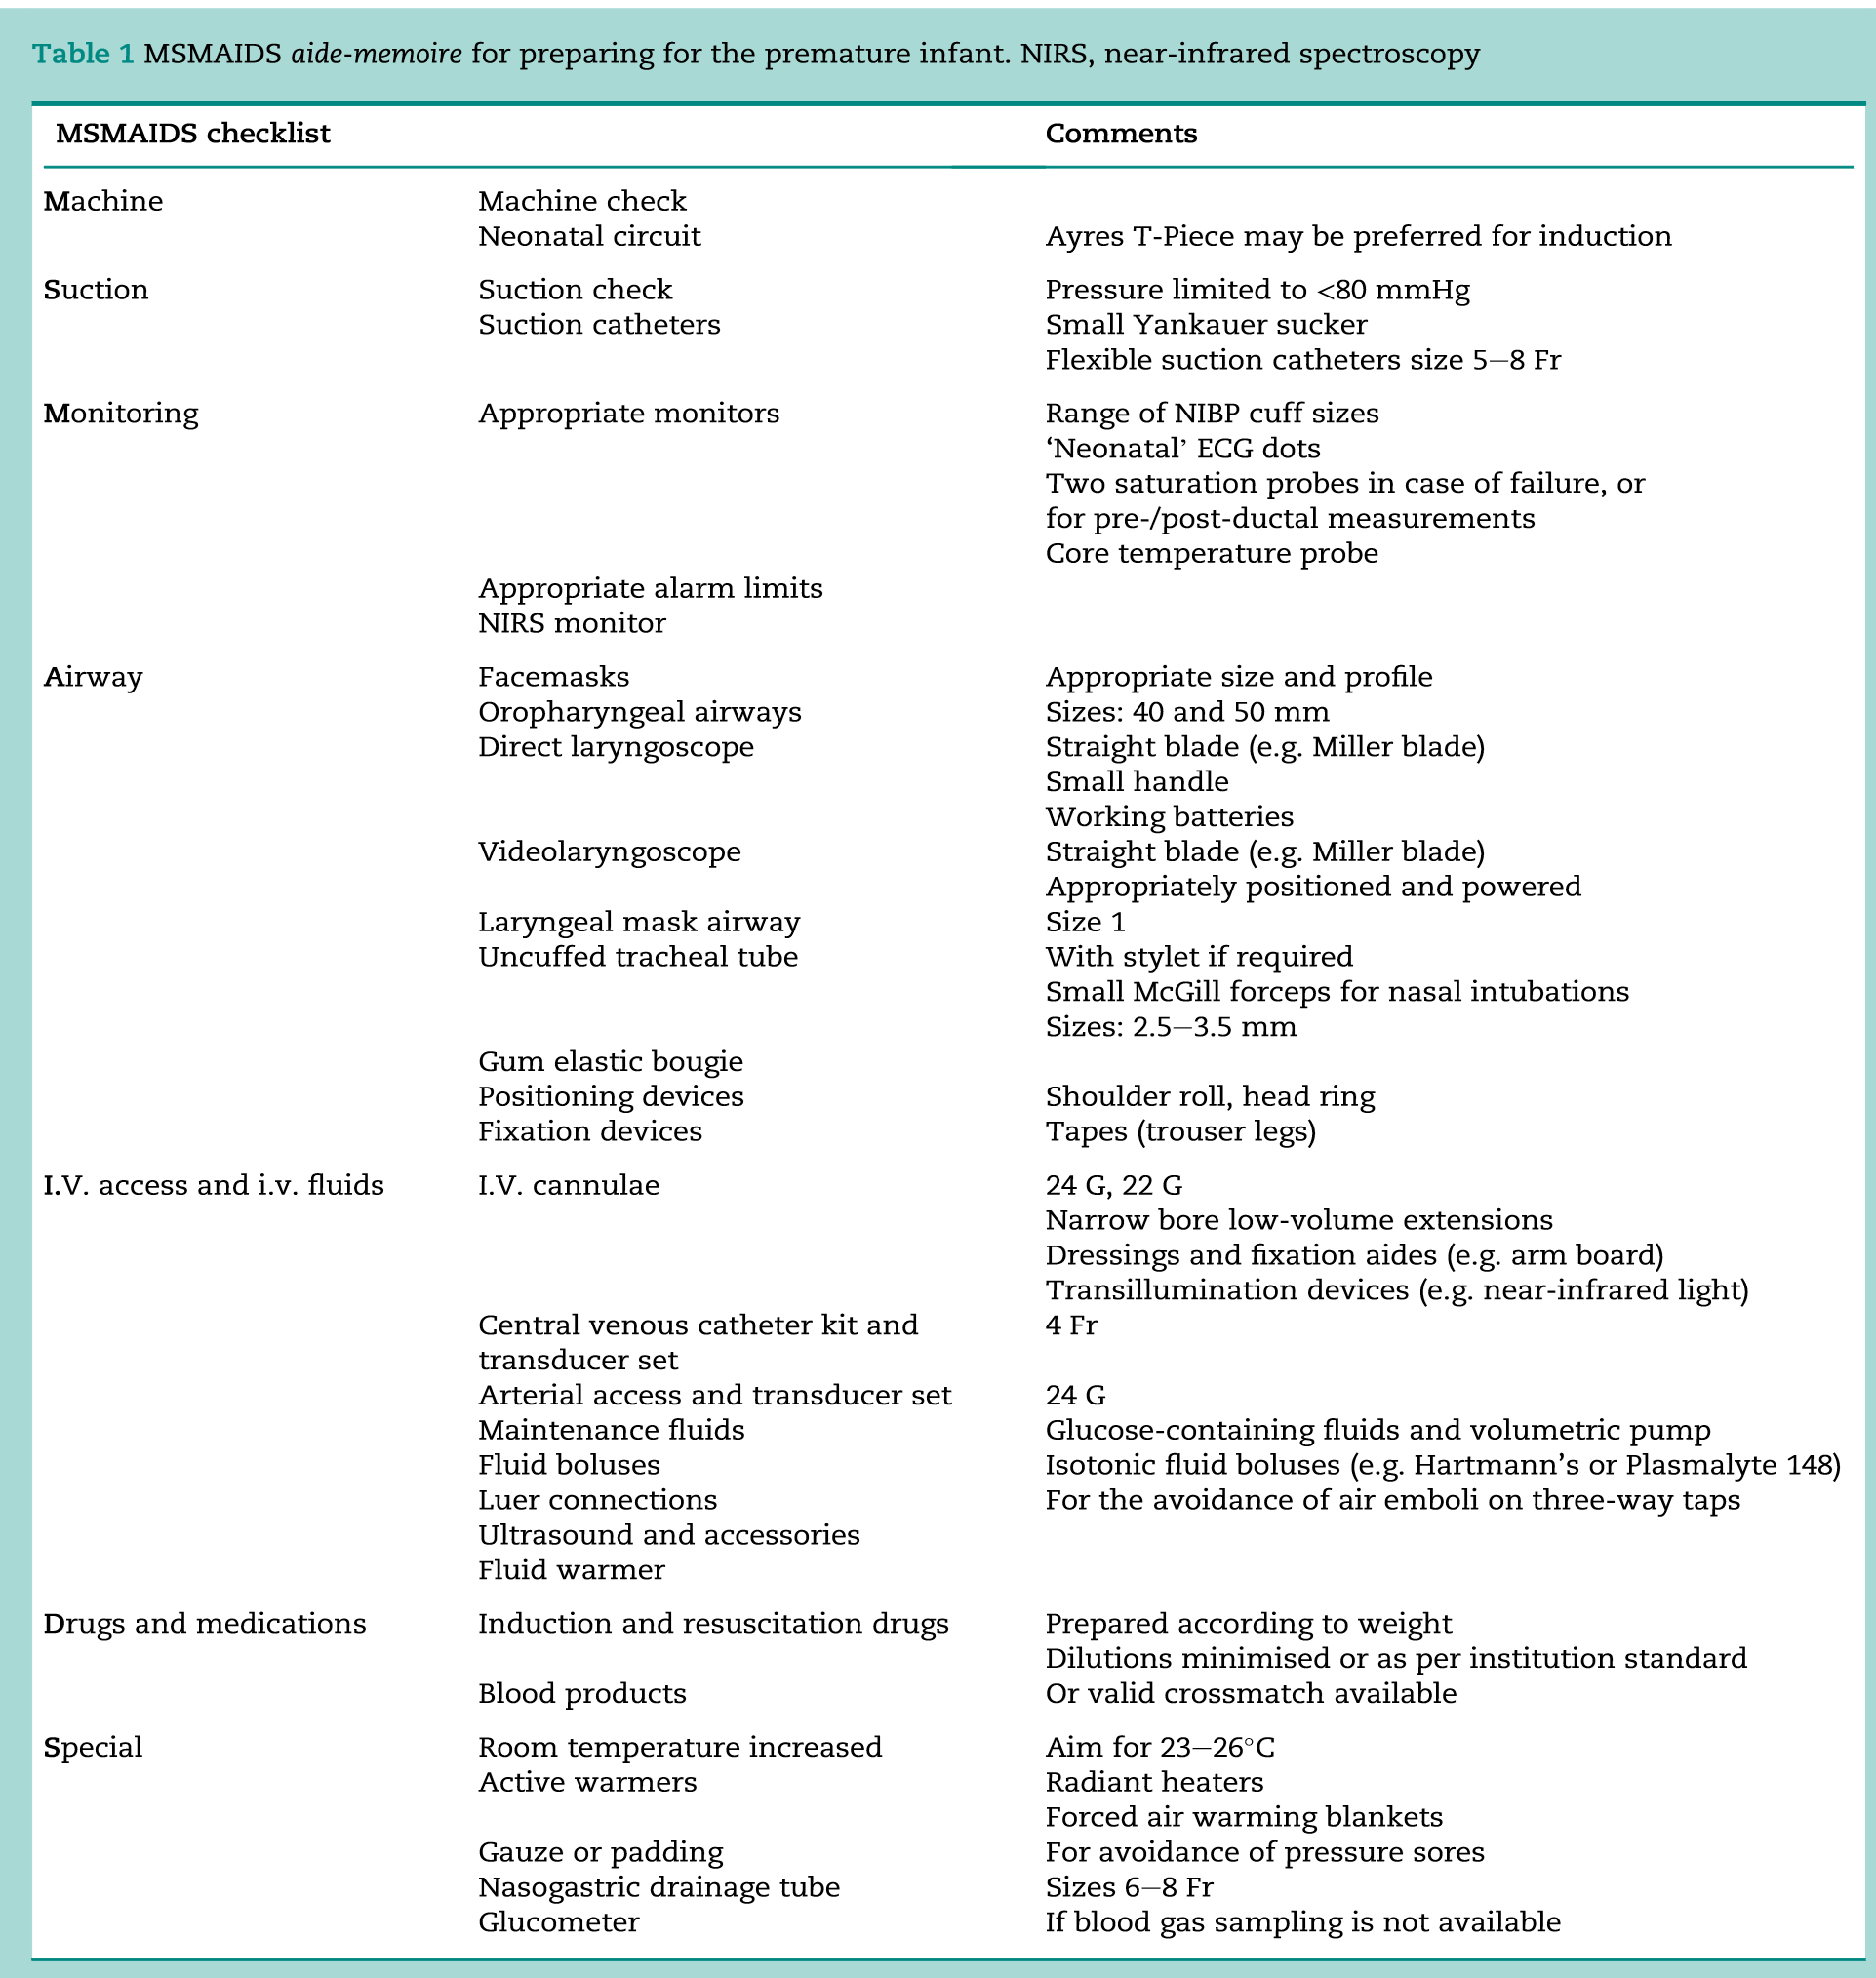 Table 1 MSMAIDS aide-memoire for preparing for the premature infant. NIRS, near-infrared spectroscopy
MSMAIDS checklist Comments
Machine Machine check
Neonatal circuit Ayres T-Piece may be preferred for induction
Suction Suction check Pressure limited to <80 mmHg
Suction catheters Small Yankauer sucker
Flexible suction catheters size 5–8 Fr
Monitoring Appropriate monitors Range of NIBP cuff sizes
‘Neonatal’ ECG dots
Two saturation probes in case of failure, or
for pre-/post-ductal measurements
Core temperature probe
Appropriate alarm limits
NIRS monitor
Airway Facemasks Appropriate size and profile
Oropharyngeal airways Sizes: 40 and 50 mm
Direct laryngoscope Straight blade (e.g. Miller blade)
Small handle
Working batteries
Videolaryngoscope Straight blade (e.g. Miller blade)
Appropriately positioned and powered
Laryngeal mask airway Size 1
Uncuffed tracheal tube With stylet if required
Small McGill forceps for nasal intubations
Sizes: 2.5–3.5 mm
Gum elastic bougie
Positioning devices Shoulder roll, head ring
Fixation devices Tapes (trouser legs)
I.V. access and i.v. fluids I.V. cannulae 24 G, 22 G
Narrow bore low-volume extensions
Dressings and fixation aides (e.g. arm board)
Transillumination devices (e.g. near-infrared light)
Central venous catheter kit and 4 Fr
transducer set
Arterial access and transducer set 24 G
Maintenance fluids Glucose-containing fluids and volumetric pump
Fluid boluses Isotonic fluid boluses (e.g. Hartmann’s or Plasmalyte 148)
Luer connections For the avoidance of air emboli on three-way taps
Ultrasound and accessories
Fluid warmer
Drugs and medications Induction and resuscitation drugs Prepared according to weight
Dilutions minimised or as per institution standard
Blood products Or valid crossmatch available
Special Room temperature increased Aim for 23–26°C
Active warmers Radiant heaters
Forced air warming blankets
Gauze or padding For avoidance of pressure sores
Nasogastric drainage tube Sizes 6–8 Fr
Glucometer If blood gas sampling is not available